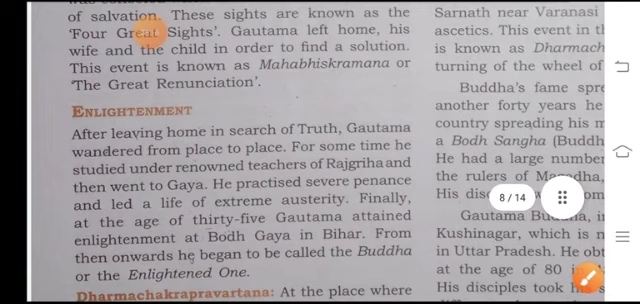 of salvation. These sights are known as the
'Four Great Sights'. Gautama left home, his
wife and the child in order to find a solution.
This event is known as Mahabhiskramana or
'The Great Renunciation'.
ENLIGHTENMENT
After leaving home in search of Truth, Gautama
wandered from place to place. For some time he
studied under renowned teachers of Rajgriha and
then went to Gaya. He practised severe penance
and led a life of extreme austerity. Finally,
at the age of thirty-five Gautama attained
enlightenment at Bodh Gaya in Bihar. From
then onwards he began to be called the Buddha
or the Enlightened One.
Dharmachakrapravartana: At the place where
Sarnath near Varanasi
ascetics. This event in
is known as Dharmach
turning of the wheel of
Buddha's fame spre
another forty years he
country spreading his m
a Bodh Sangha (Buddh
He had a large number
the rulers of
His
8/14
Gautama in
Kushinagar, which is n
in Uttar Pradesh. He
at the age of 80
His disciples took